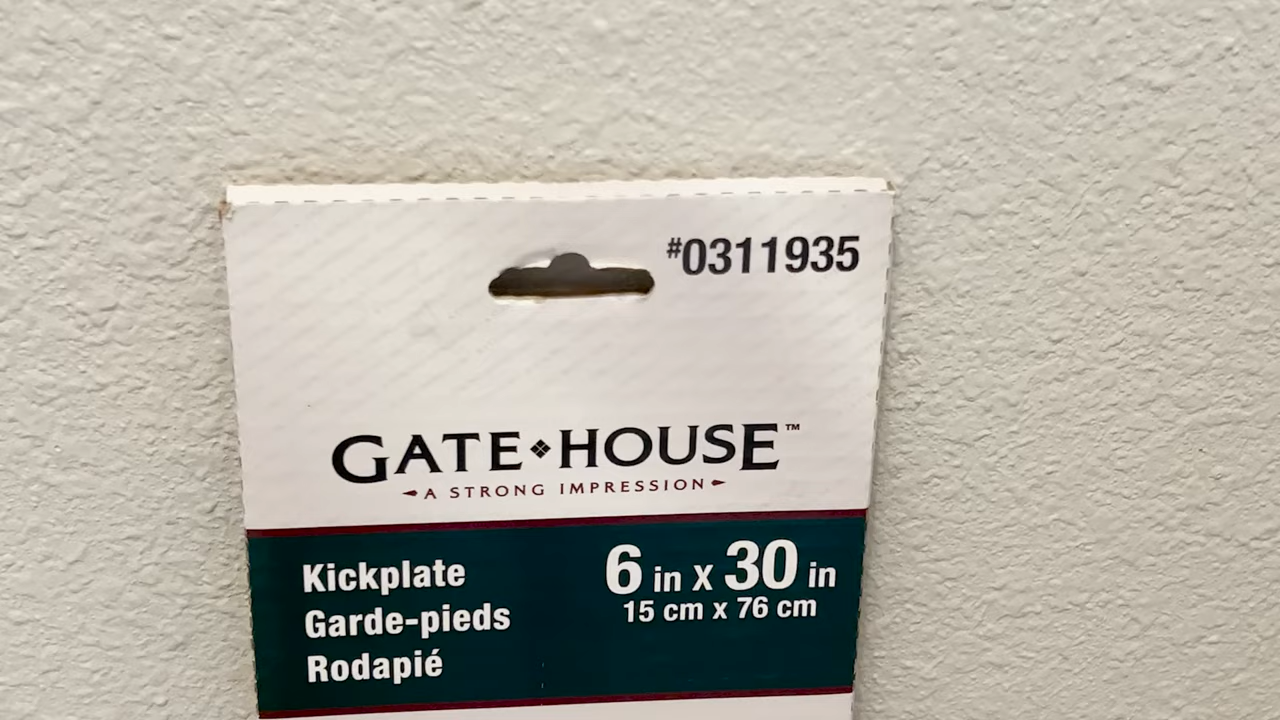 #0311935
GATE HOUSE™
A STRONG IMPRESSION
Kickplate
Garde-pieds
Rodapié
6 in x 30 in
15 cm x 76 cm